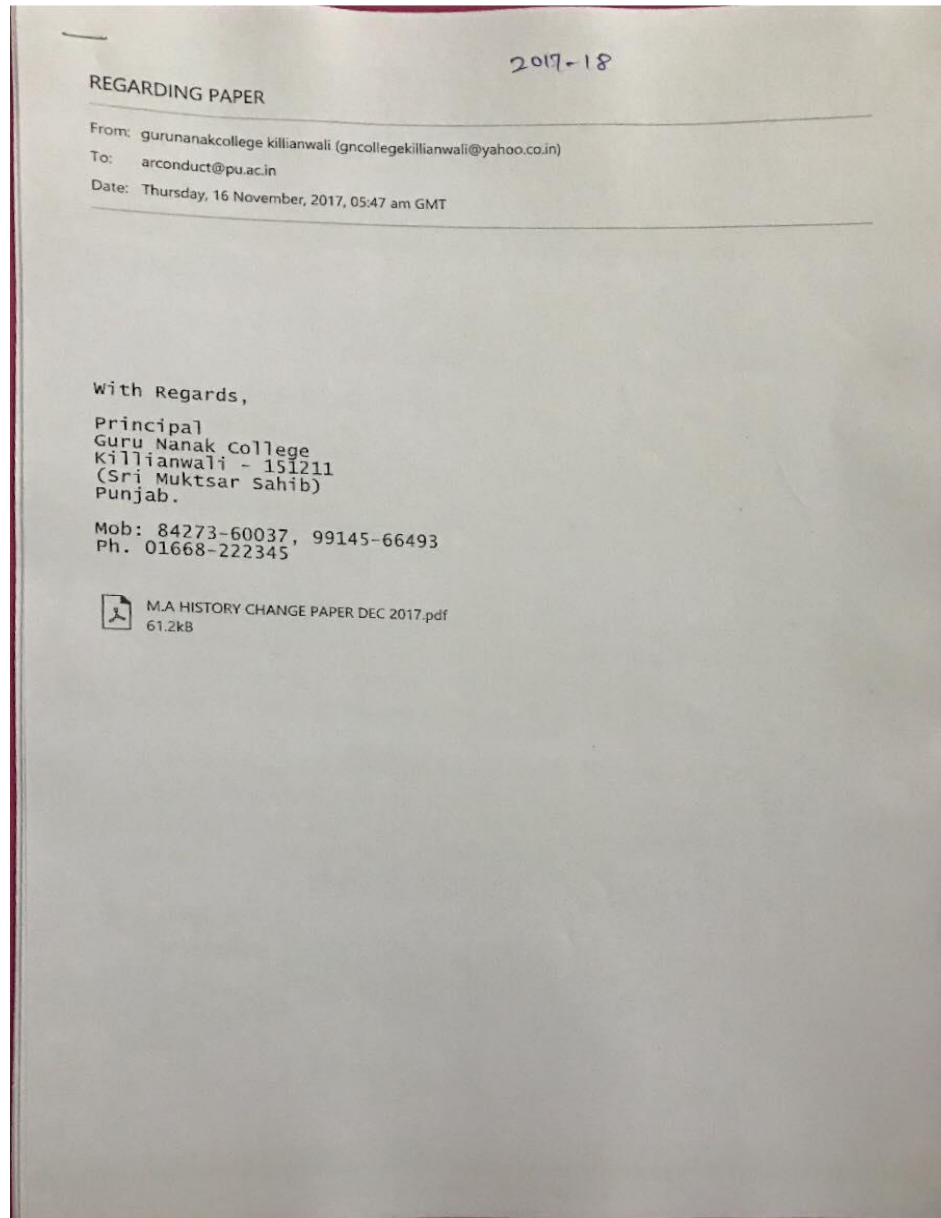 2017-18
REGARDING PAPER
From: gurunanakcollege killianwali (gncollegekillianwali@yahoo.co.in)
To: arconduct@pu.ac.in
Date: Thursday, 16 November, 2017, 05:47 am GMT
With Regards,
Principal
Guru Nanak College
Killianwali - 151211
(Sri Muktsar Sahib)
Punjab.
Mob: 84273-60037, 99145-66493
Ph. 01668-222345
M.A HISTORY CHANGE PAPER DEC 2017.pdf
61.2kB